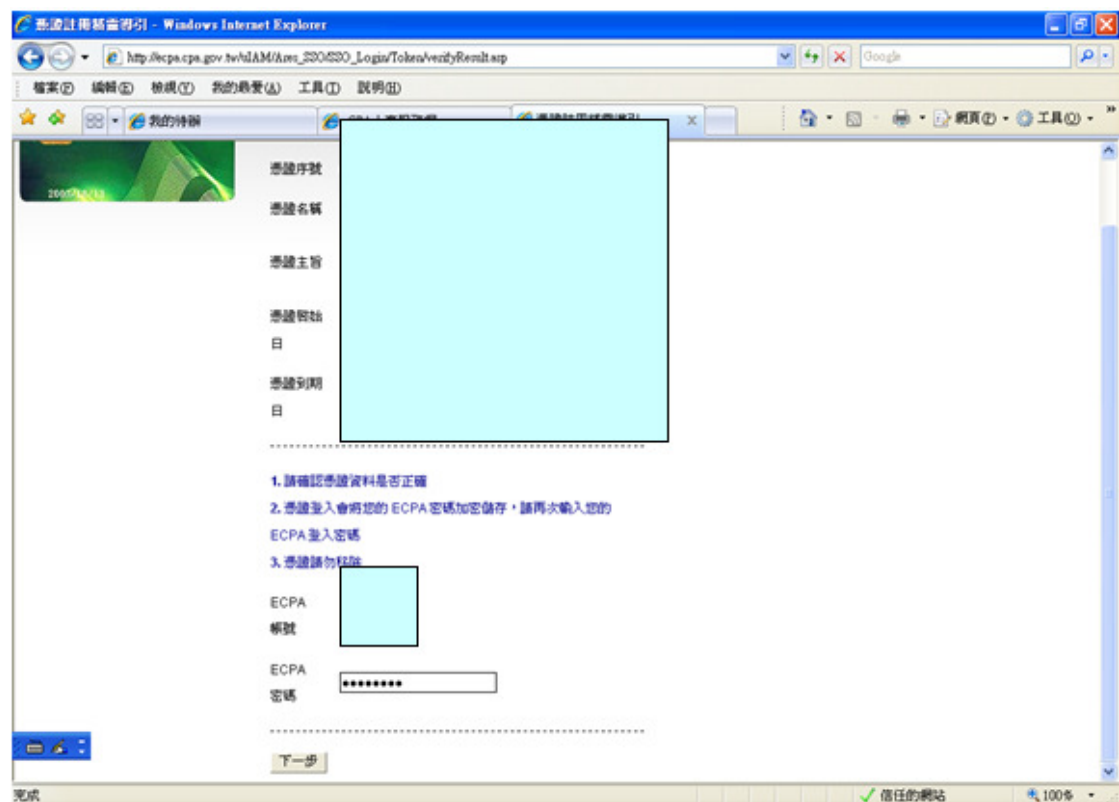 憑證註冊精靈導引 - Windows Internet Explorer
http://ecpa.cpa.gov.tw/uIAM/Ares_SSO/SSO_Login/Token/verifyResult.asp
Google
檔案(F) 編輯(E) 檢視(V) 我的最愛(A) 工具(T) 說明(H)
我的待辦
網頁(P) 工具(O)
憑證序號
憑證名稱
憑證主旨
憑證啟始
日
憑證到期
日
1. 請確認憑證資料是否正確
2. 憑證登入會將您的 ECPA 密碼加密儲存,請再次輸入您的
ECPA 登入密碼
3. 憑證請勿移除
ECPA
帳號
ECPA
密碼
下一步
完成
信任的網站
100%